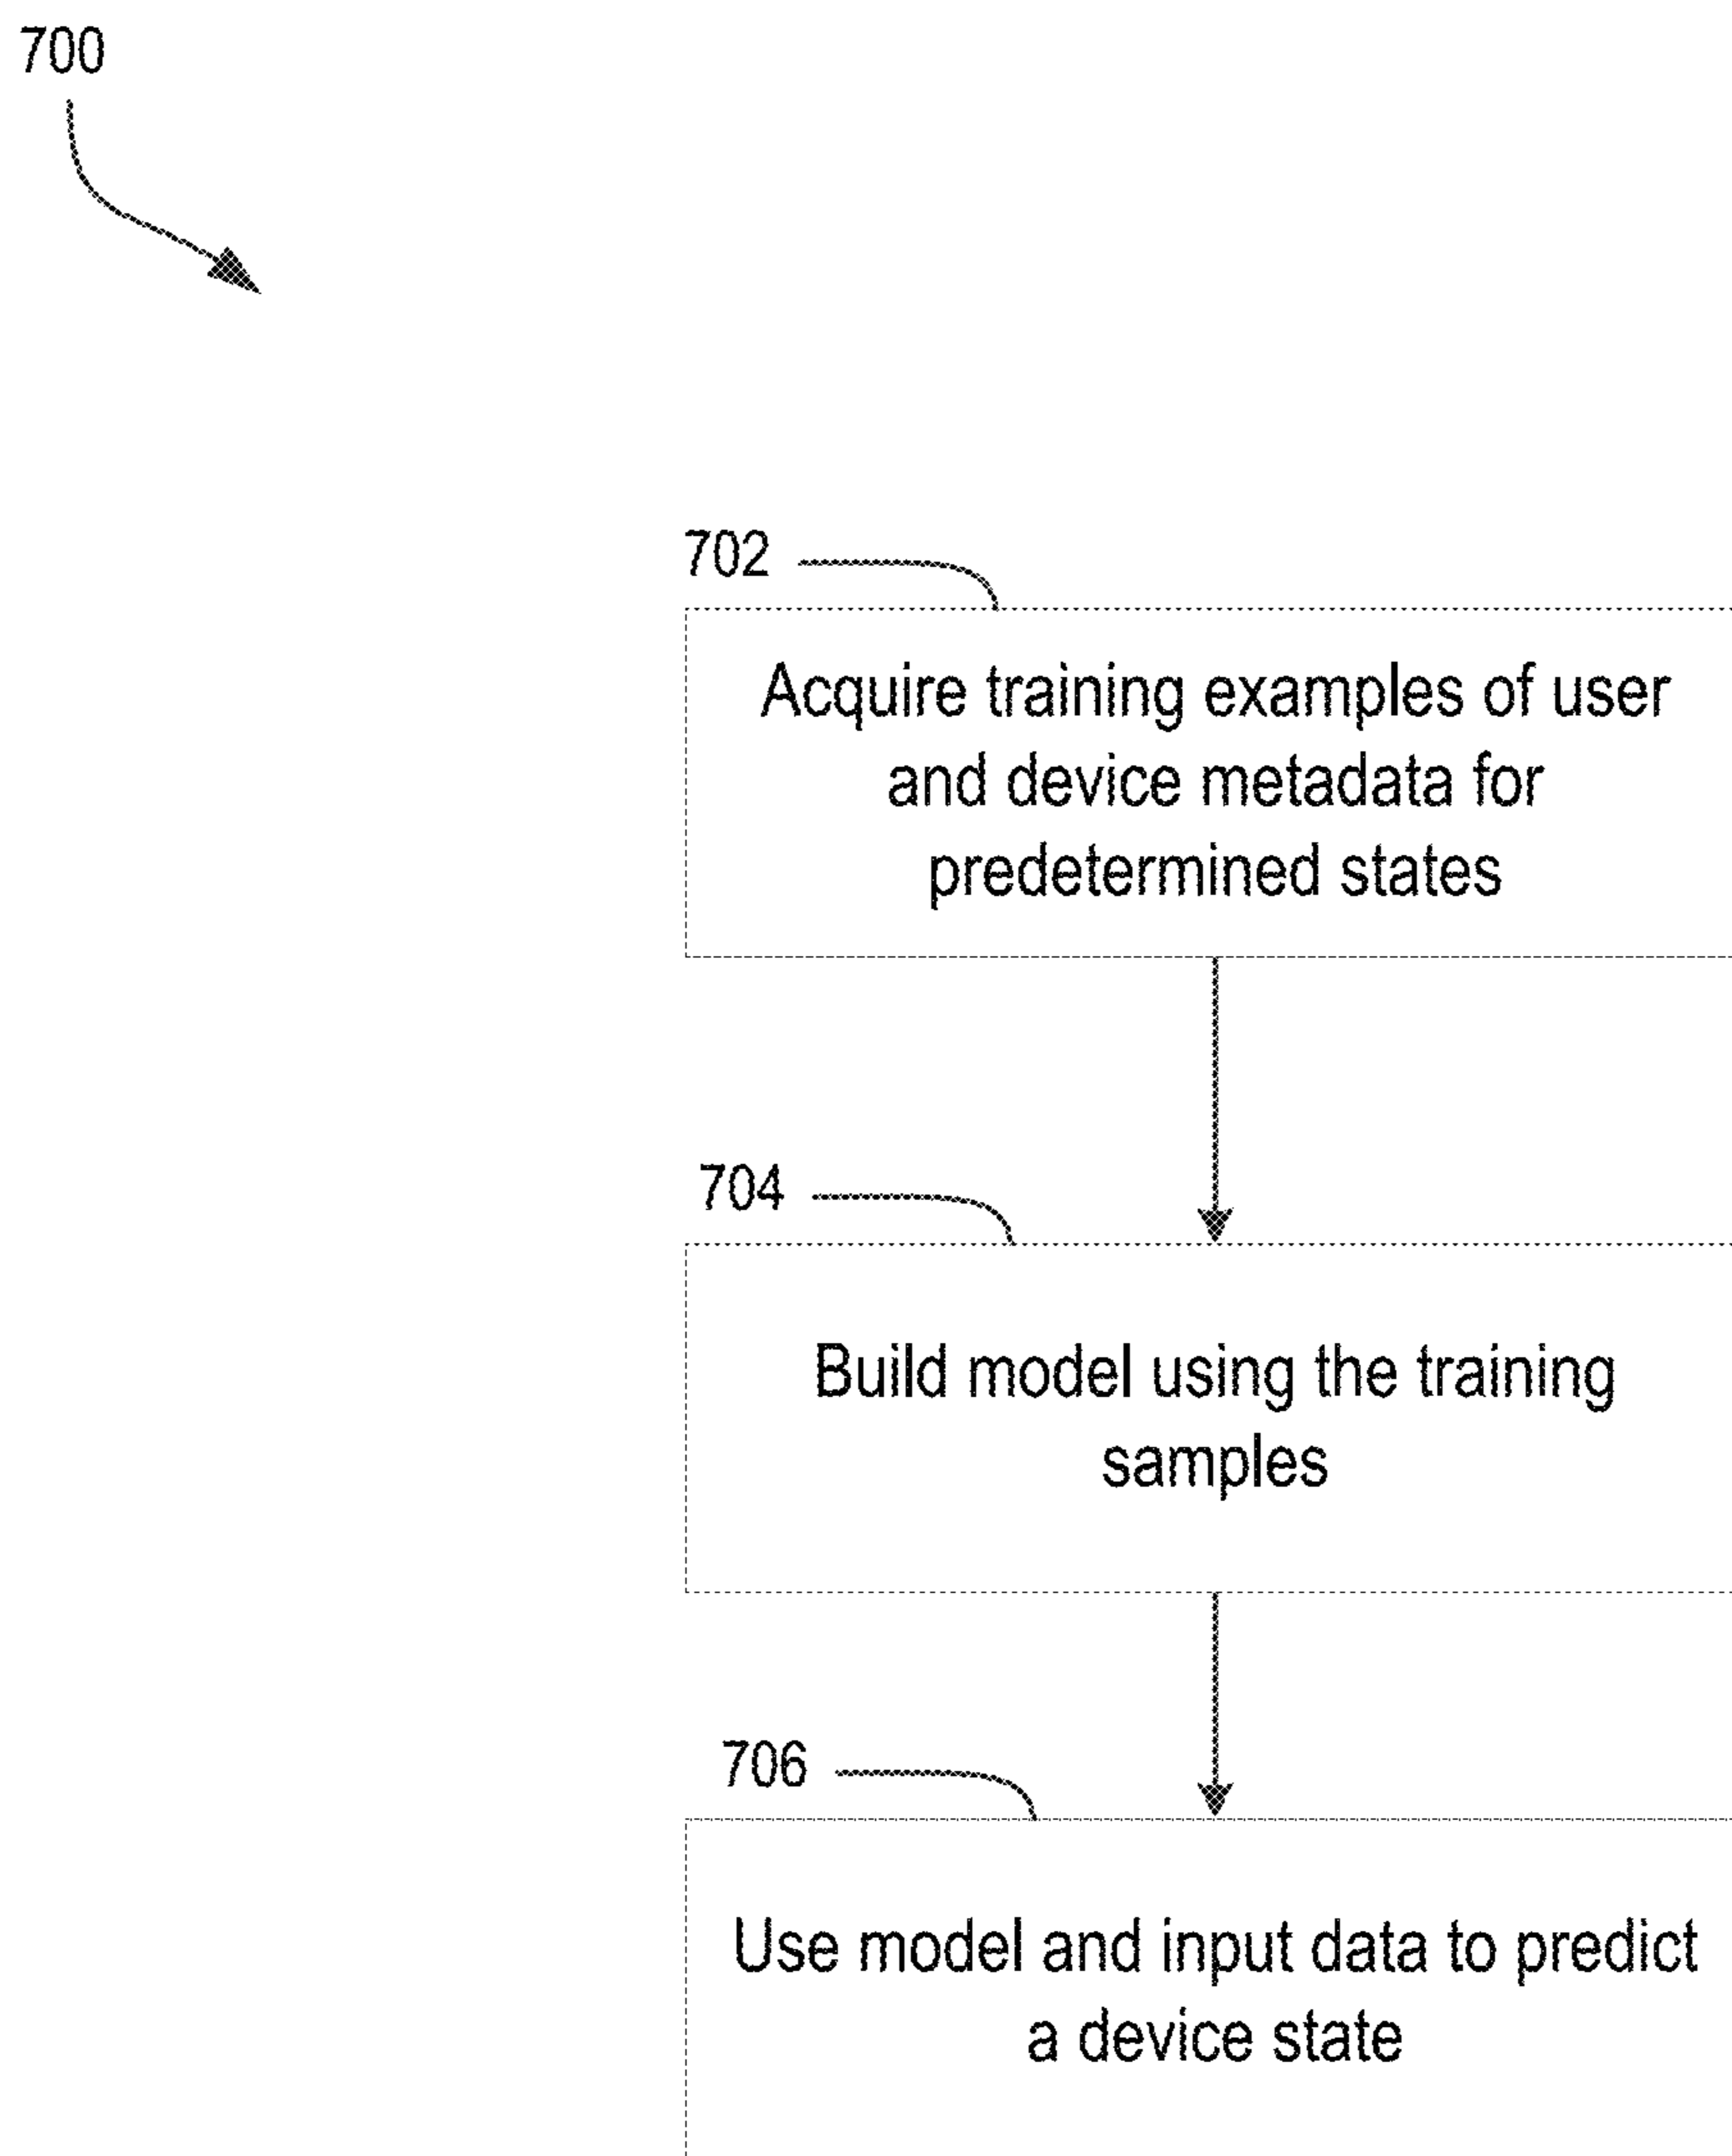 700
702
Acquire training examples of user
and device metadata for
predetermined states
704
Build model using the training
samples
706
Use model and input data to predict
a device state